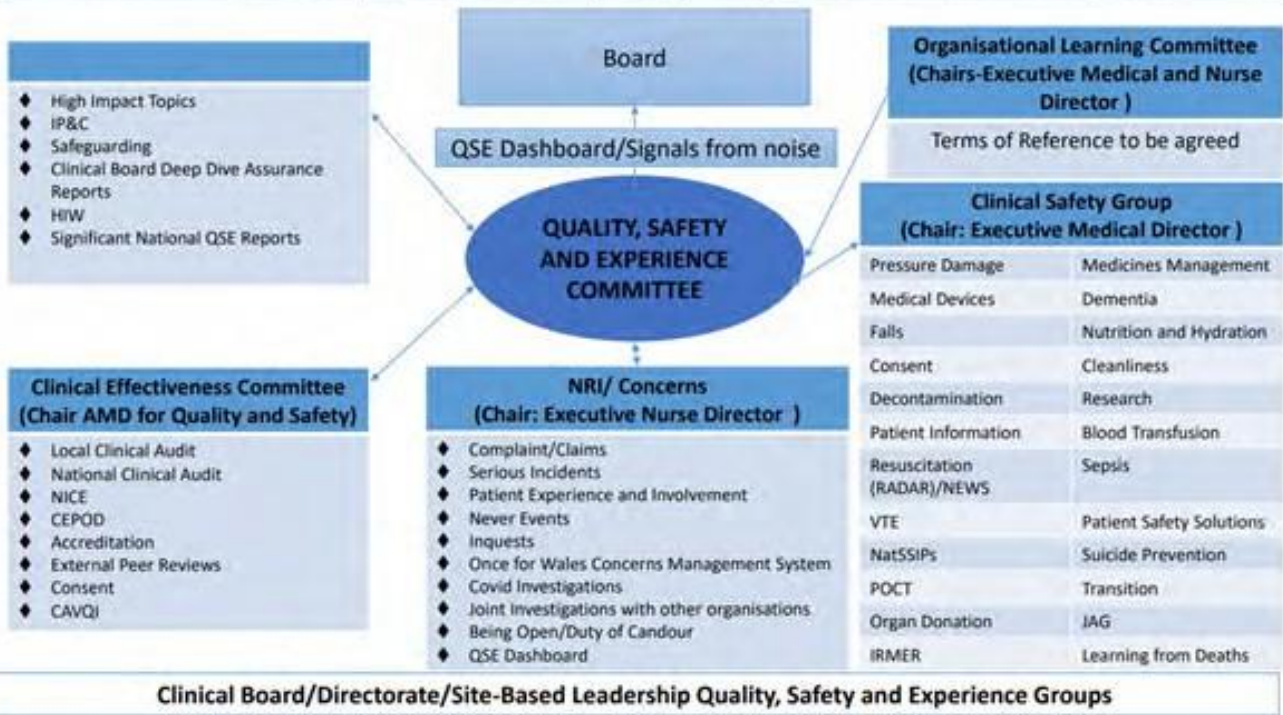 Board
QSE Dashboard/Signals from noise
QUALITY, SAFETY
AND EXPERIENCE
COMMITTEE
♦ High Impact Topics
♦ IP&C
♦ Safeguarding
♦ Clinical Board Deep Dive Assurance
Reports
♦ HIW
♦ Significant National QSE Reports
Organisational Learning Committee
(Chairs-Executive Medical and Nurse
Director )
Terms of Reference to be agreed
Clinical Effectiveness Committee
(Chair AMD for Quality and Safety)
♦ Local Clinical Audit
♦ National Clinical Audit
♦ NICE
♦ CEPOD
♦ Accreditation
♦ External Peer Reviews
♦ Consent
♦ CAVQI
NRI/ Concerns
(Chair: Executive Nurse Director )
♦ Complaint/Claims
♦ Serious Incidents
♦ Patient Experience and Involvement
♦ Never Events
♦ Inquests
♦ Once for Wales Concerns Management System
♦ Covid Investigations
♦ Joint Investigations with other organisations
♦ Being Open/Duty of Candour
♦ QSE Dashboard
Clinical Safety Group
(Chair: Executive Medical Director )
Pressure Damage Medicines Management
Medical Devices Dementia
Falls Nutrition and Hydration
Consent Cleanliness
Decontamination Research
Patient Information Blood Transfusion
Resuscitation Sepsis
(RADAR)/NEWS
VTE Patient Safety Solutions
NatSSIPs Suicide Prevention
POCT Transition
Organ Donation JAG
IRMER Learning from Deaths
Clinical Board/Directorate/Site-Based Leadership Quality, Safety and Experience Groups